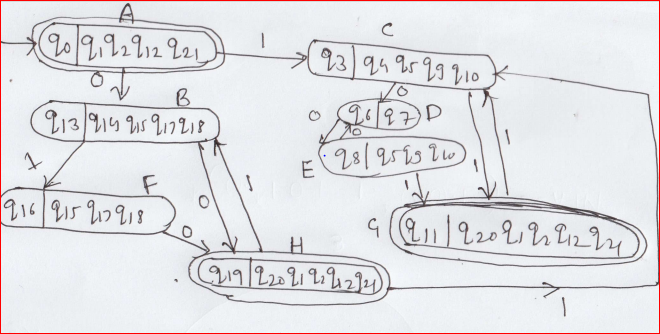 A
C
q0 | q1 q2 q12 q21
1
q3 | q4 q5 q9 q10
0
0
B
q13 | q14 q15 q17 q18
0
q6 | q7
D
0
1
E
q8 | q5 q9 q10
1
1
1
F
0
1
q16 | q15 q17 q18
0
H
G
q11 | q20 q1 q2 q12 q21
q19 | q20 q1 q2 q12 q21
1